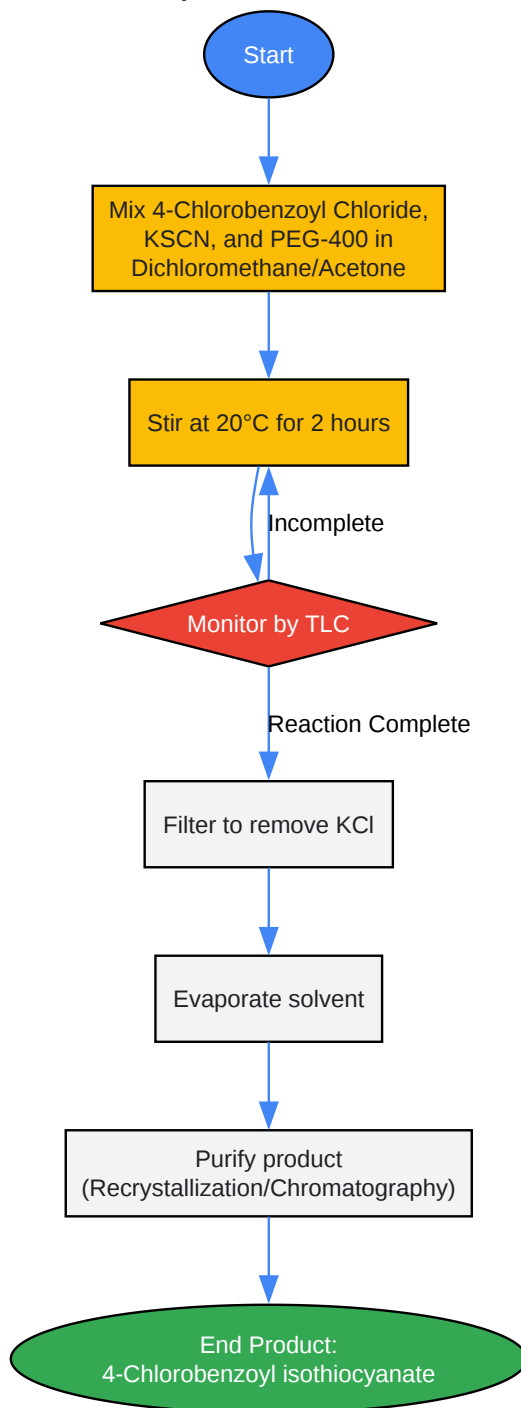 Start
Mix 4-Chlorobenzoyl Chloride,
KSCN, and PEG-400 in
Dichloromethane/Acetone
Stir at 20°C for 2 hours
Incomplete
Monitor by TLC
Reaction Complete
Filter to remove KCl
Evaporate solvent
Purify product
(Recrystallization/Chromatography)
End Product:
4-Chlorobenzoyl isothiocyanate